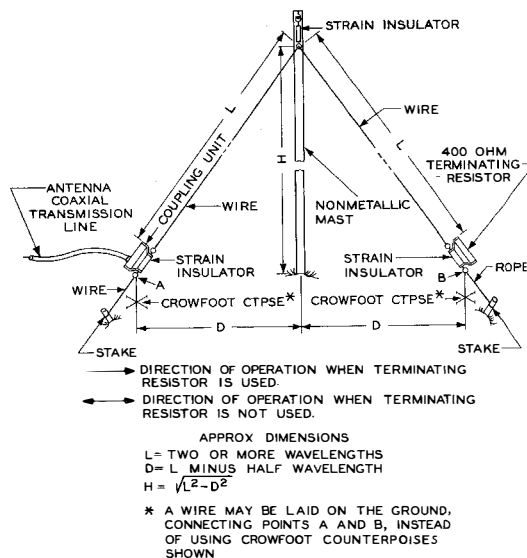 STRAIN INSULATOR
L
L
WIRE
400 OHM
TERMINATING
RESISTOR
COUPLING UNIT
H
ANTENNA
COAXIAL
TRANSMISSION
LINE
WIRE
NONMETALLIC
MAST
STRAIN
INSULATOR
STRAIN
INSULATOR
ROPE
A
B
WIRE
CROWFOOT CTPSE*
CROWFOOT CTPSE*
D
D
STAKE
STAKE
DIRECTION OF OPERATION WHEN TERMINATING
RESISTOR IS USED.
DIRECTION OF OPERATION WHEN TERMINATING
RESISTOR IS NOT USED.
APPROX DIMENSIONS
L= TWO OR MORE WAVELENGTHS
D= L MINUS HALF WAVELENGTH
H = √L²-D²
* A WIRE MAY BE LAID ON THE GROUND,
CONNECTING POINTS A AND B, INSTEAD
OF USING CROWFOOT COUNTERPOISES
SHOWN